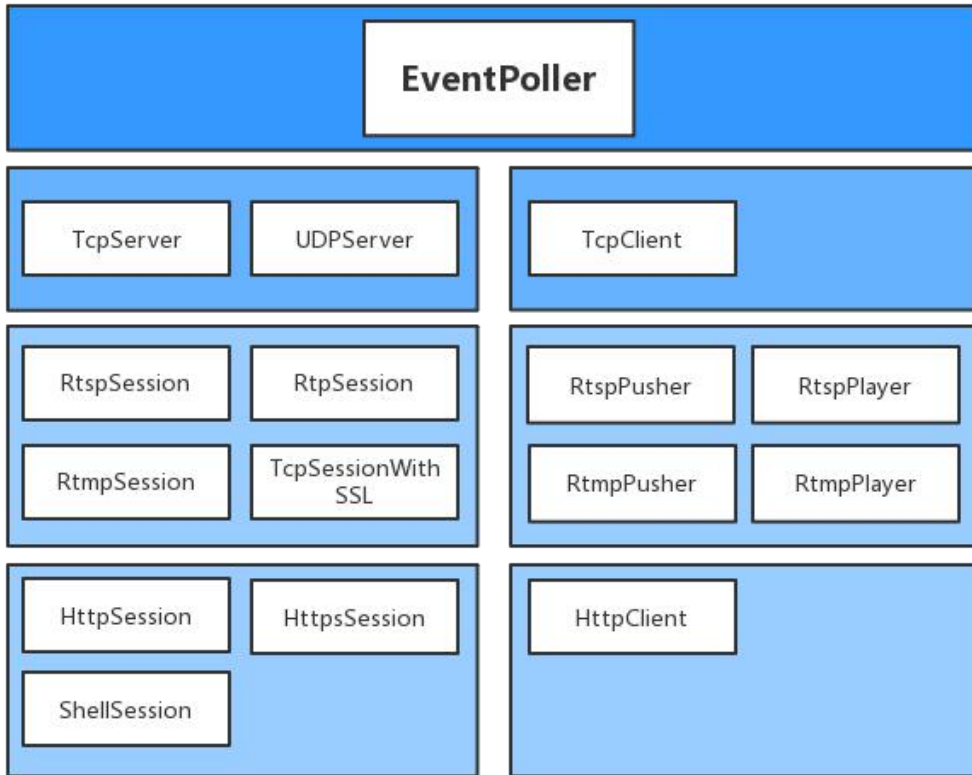 EventPoller
TcpServer
UDPServer
TcpClient
RtspSession
RtpSession
RtspPusher
RtspPlayer
RtmpSession
TcpSessionWith
SSL
RtmpPusher
RtmpPlayer
HttpSession
HttpsSession
HttpClient
ShellSession